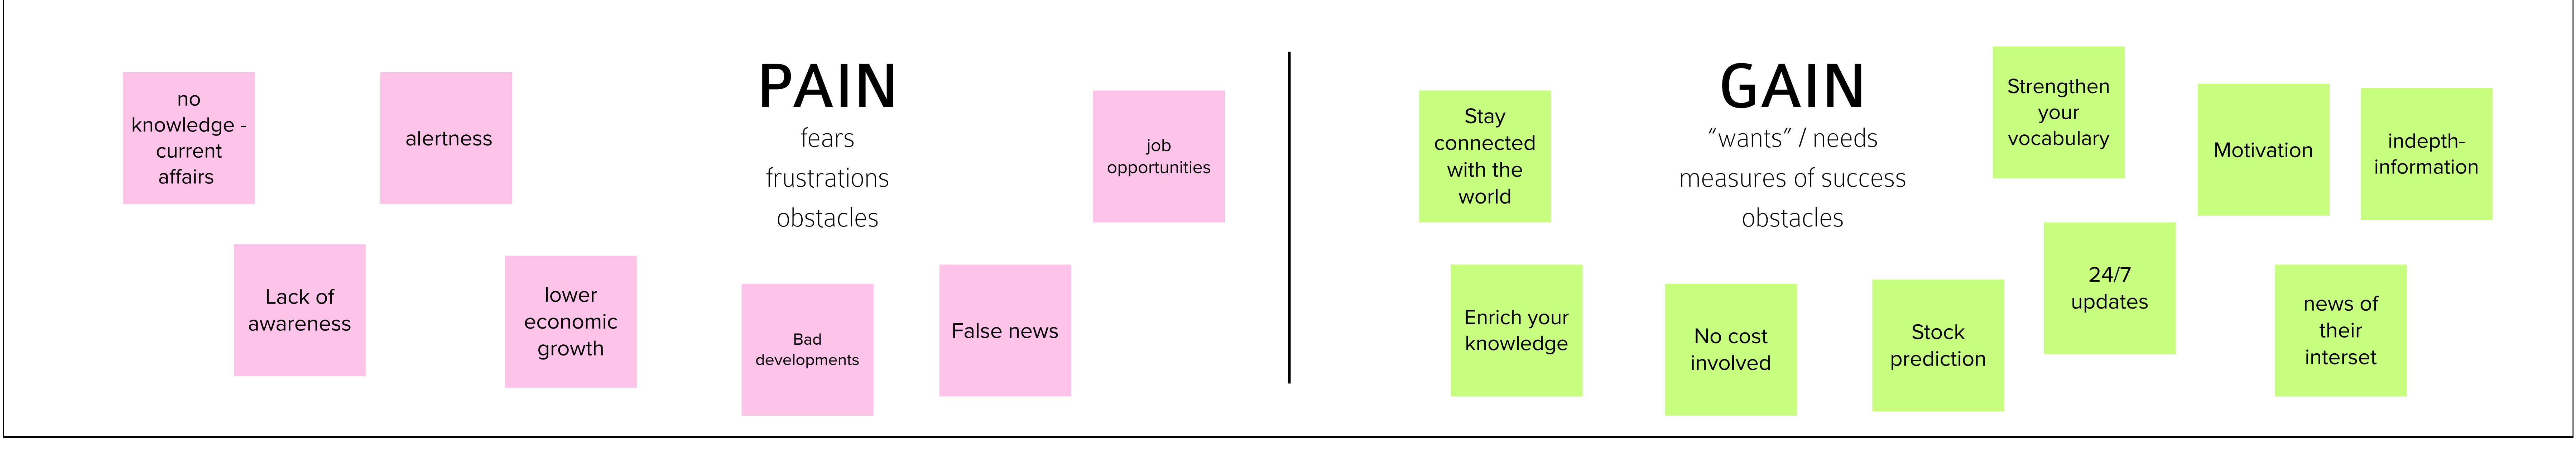 no
knowledge -
current
affairs
alertness
PAIN
fears
frustrations
obstacles
job
opportunities
Lack of
awareness
lower
economic
growth
Bad
developments
False news
Stay
connected
with the
world
GAIN
“wants” / needs
measures of success
obstacles
Strengthen
your
vocabulary
Motivation
indepth-
information
Enrich your
knowledge
No cost
involved
Stock
prediction
24/7
updates
news of
their
interset